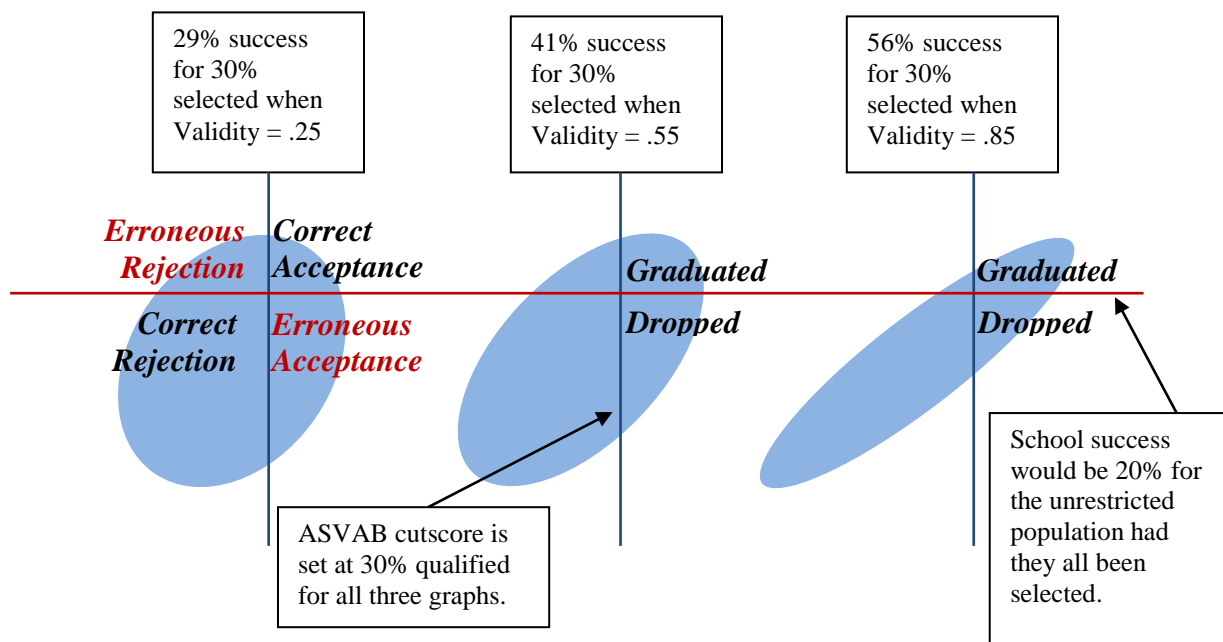 29% success
for 30%
selected when
Validity = .25
41% success
for 30%
selected when
Validity = .55
56% success
for 30%
selected when
Validity = .85
Erroneous
Rejection
Correct
Acceptance
Correct
Rejection
Erroneous
Acceptance
Graduated
Dropped
Graduated
Dropped
ASVAB cutscore is
set at 30% qualified
for all three graphs.
School success
would be 20% for
the unrestricted
population had
they all been
selected.